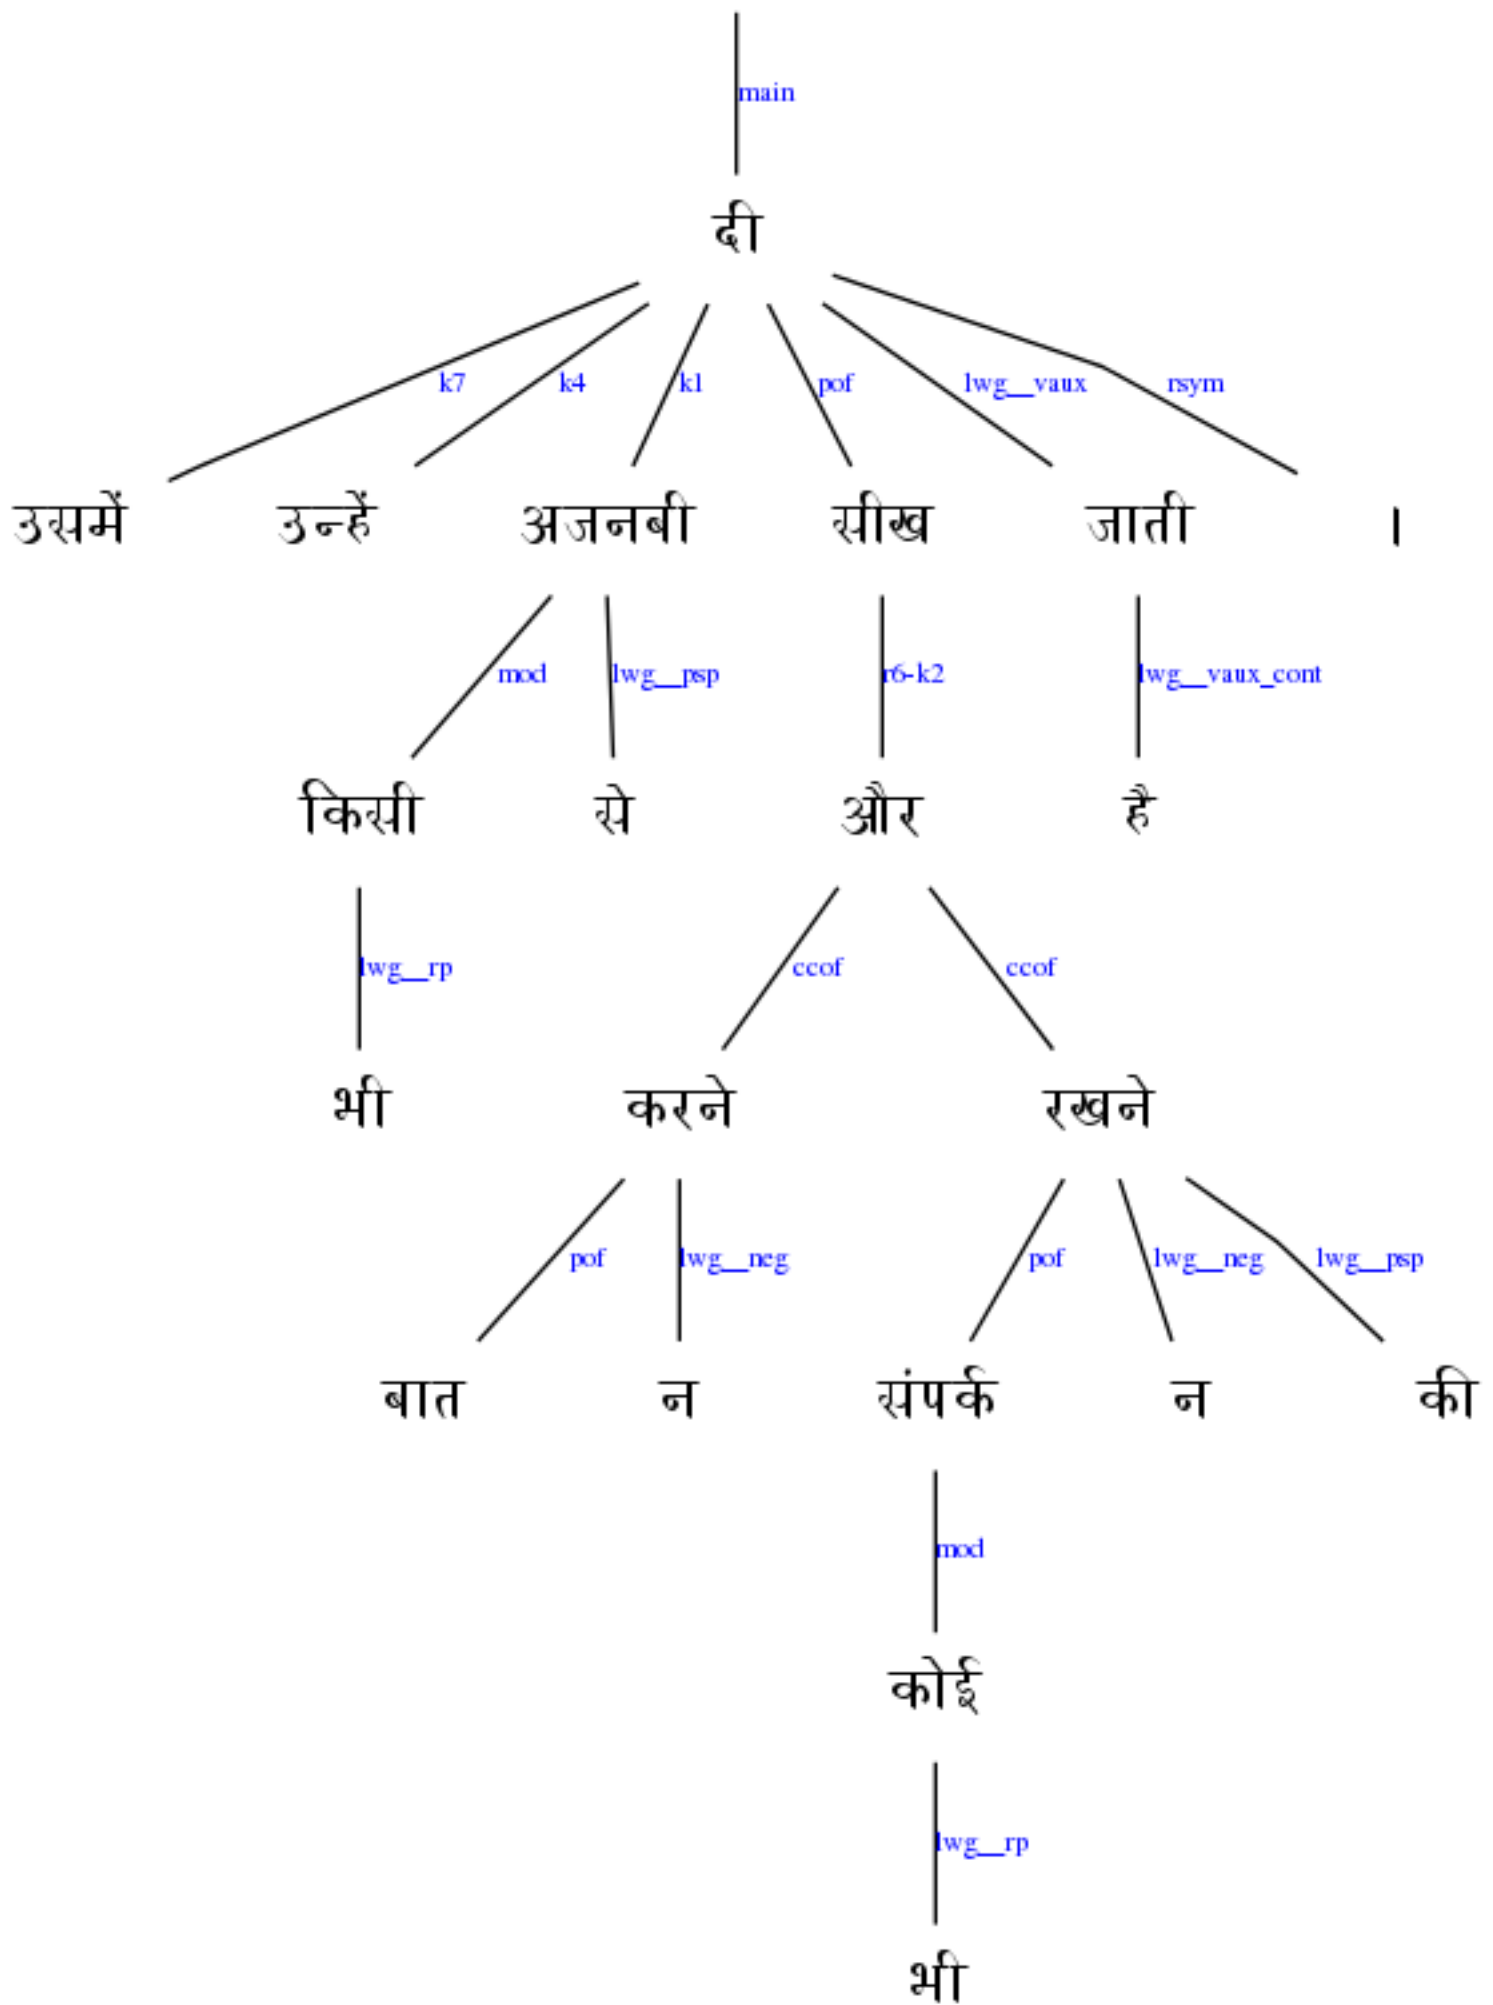 main
दी
k7 k4 k1 pof lwg__vaux rsym
उसमें उन्हें अजनबी सीख जाती ।
mod lwg__psp r6-k2 lwg__vaux_cont
किसी से और है
lwg__rp ccof ccof
भी करने रखने
pof lwg__neg pof lwg__neg lwg__psp
बात न संपर्क न की
mod
कोई
lwg__rp
भी